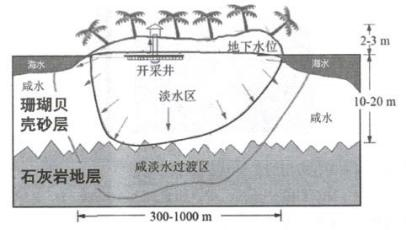 2-3 m
地下水位
海水
海水
开采井
咸水
淡水区
10-20 m
珊瑚贝
壳砂层
咸水
咸淡水过渡区
石灰岩地层
300-1000 m